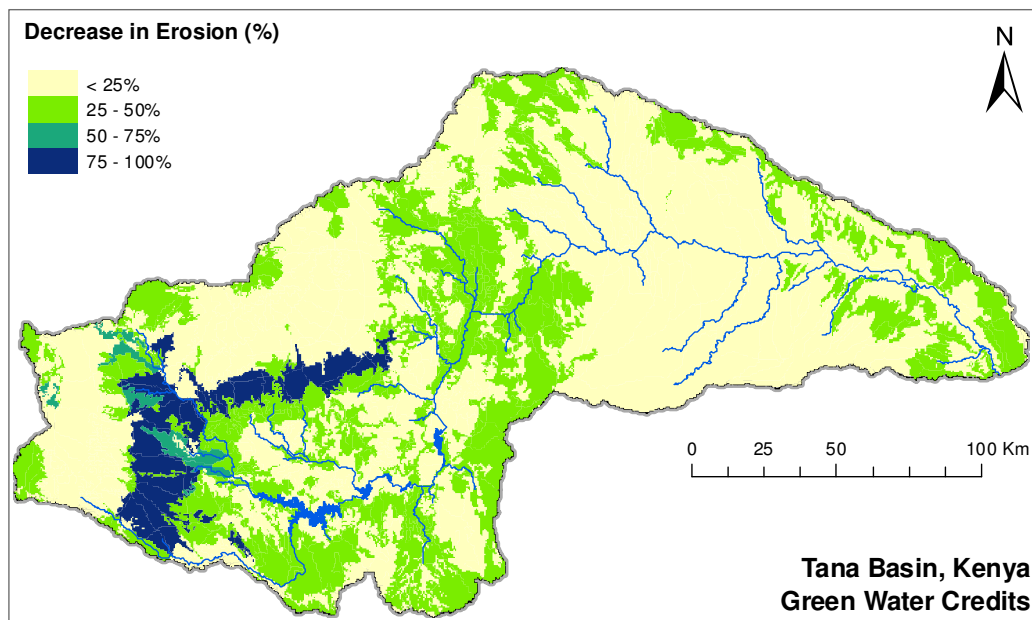 Decrease in Erosion (%)
< 25%
25 - 50%
50 - 75%
75 - 100%
N
0 25 50 100 Km
Tana Basin, Kenya
Green Water Credits